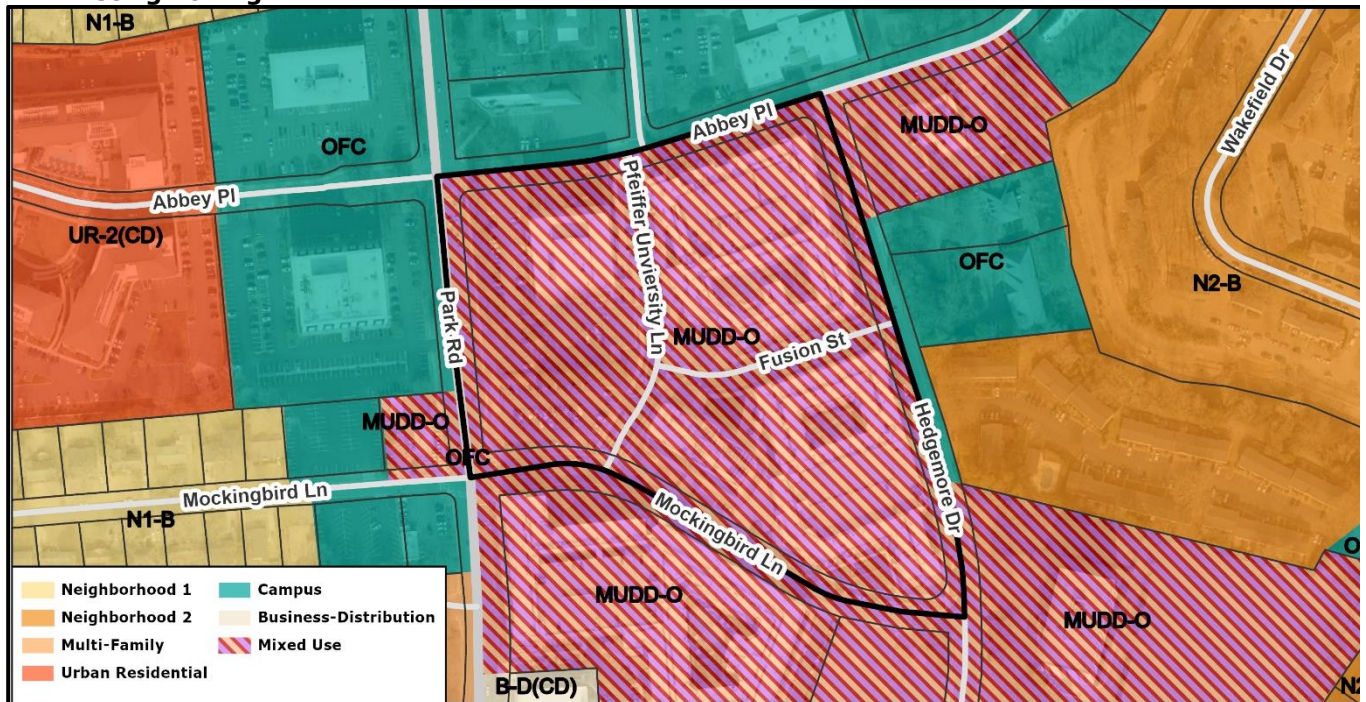 N1-B
OFC
Abbey Pl
MUDD-O
Wakefield Dr
Abbey Pl
UR-2(CD)
Pfeiffer Unviersity Ln
OFC
N2-B
Park Rd
MUDD-O
Fusion St
MUDD-O
OFC
Hedgemore Dr
Mockingbird Ln
N1-B
Mockingbird Ln
MUDD-O
MUDD-O
B-D(CD)
Neighborhood 1
Neighborhood 2
Multi-Family
Urban Residential
Campus
Business-Distribution
Mixed Use